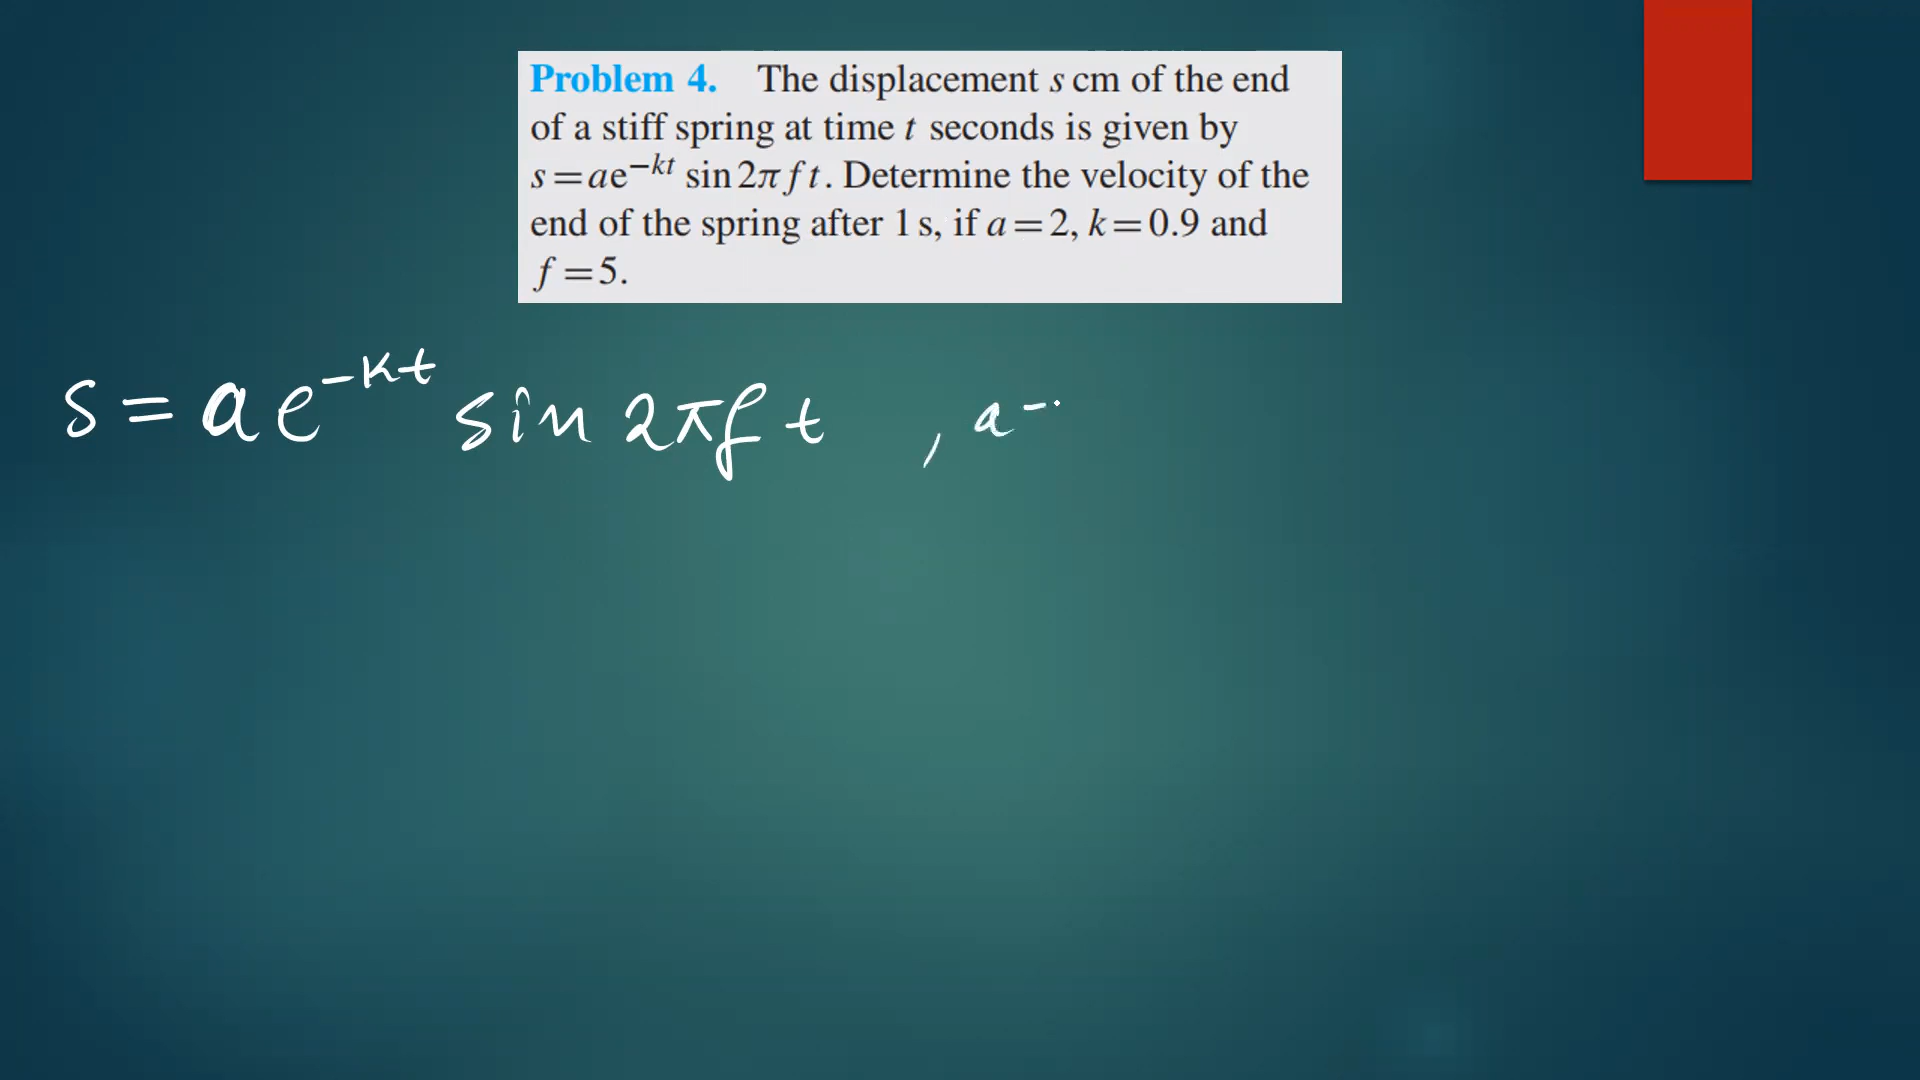 Problem 4. The displacement s cm of the end
of a stiff spring at time t seconds is given by
s=ae^{-kt} sin 2πft. Determine the velocity of the
end of the spring after 1 s, if a=2, k=0.9 and
f=5.
s = ae^{-kt} sin 2πft , a -